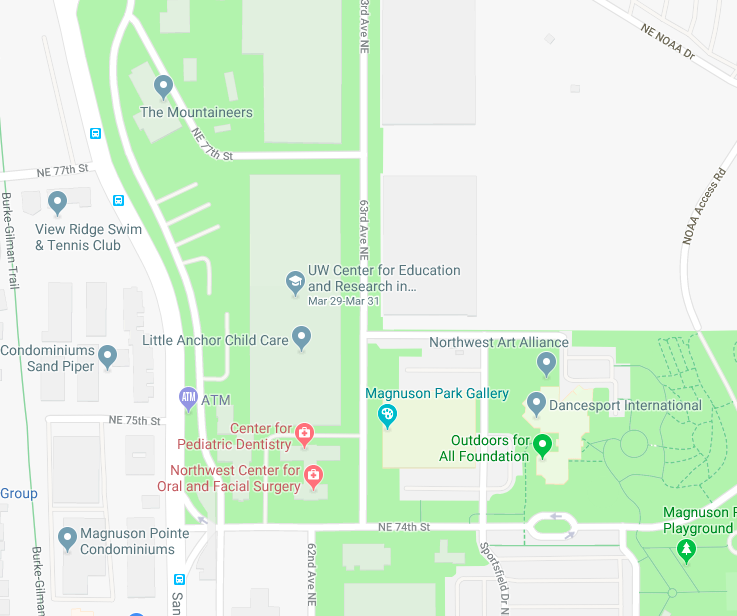 63rd Ave NE
NE NOAA Dr
The Mountaineers
NE 77th St
NE 77th St
NOAA Access Rd
Burke-Gilman Trail
View Ridge Swim
& Tennis Club
63rd Ave NE
UW Center for Education
and Research in...
Mar 29-Mar 31
Little Anchor Child Care
Northwest Art Alliance
Condominiums
Sand Piper
ATM
ATM
Magnuson Park Gallery
Dancesport International
NE 75th St
Center for
Pediatric Dentistry
Outdoors for
All Foundation
Northwest Center for
Oral and Facial Surgery
Group
Magnuson P
Playground
NE 74th St
Magnuson Pointe
Condominiums
62nd Ave NE
Sportsfield Dr N
Burke-Gilman
San